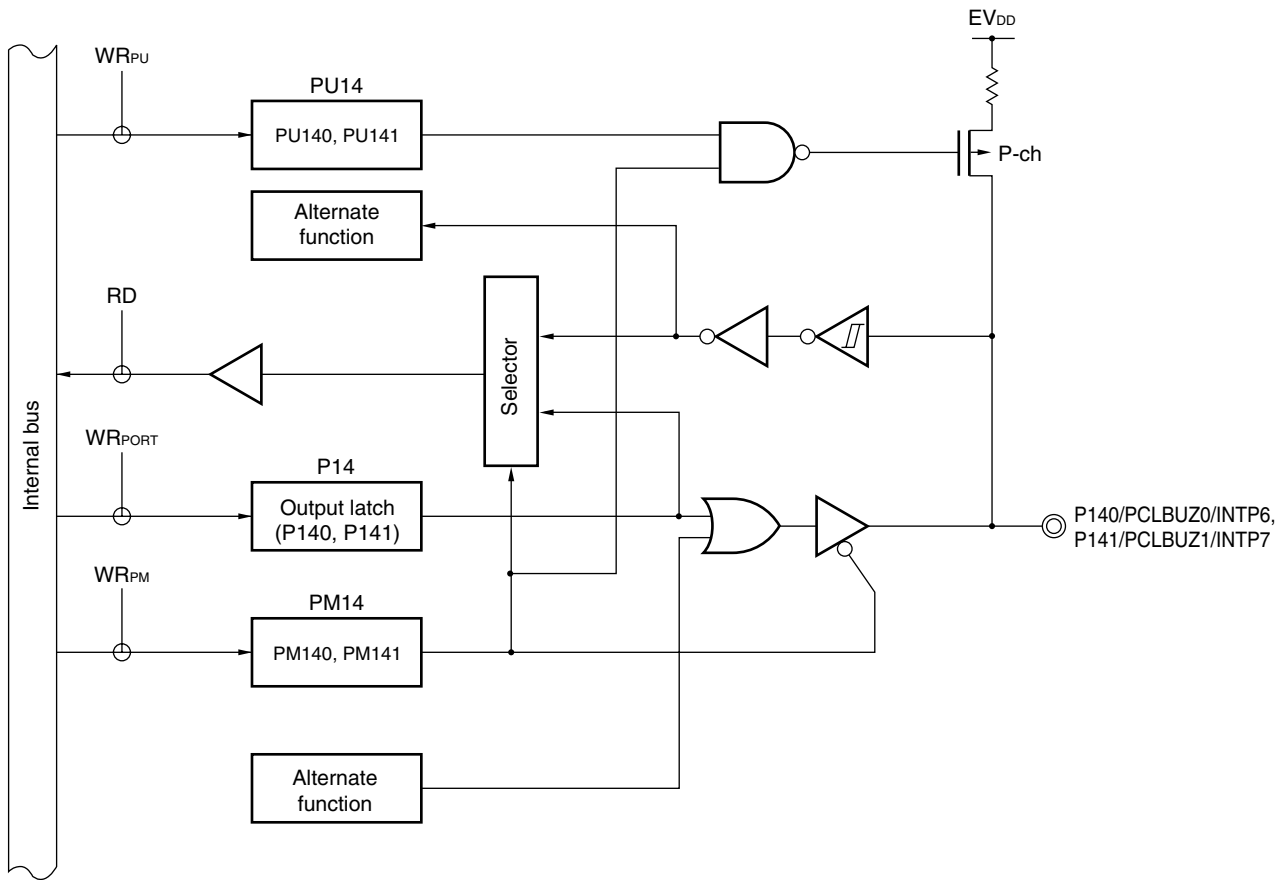 EVDD
WRPU
PU14
PU140, PU141
P-ch
Alternate
function
RD
Selector
Internal bus
WRPORT
P14
Output latch
(P140, P141)
P140/PCLBUZ0/INTP6,
P141/PCLBUZ1/INTP7
WRPM
PM14
PM140, PM141
Alternate
function